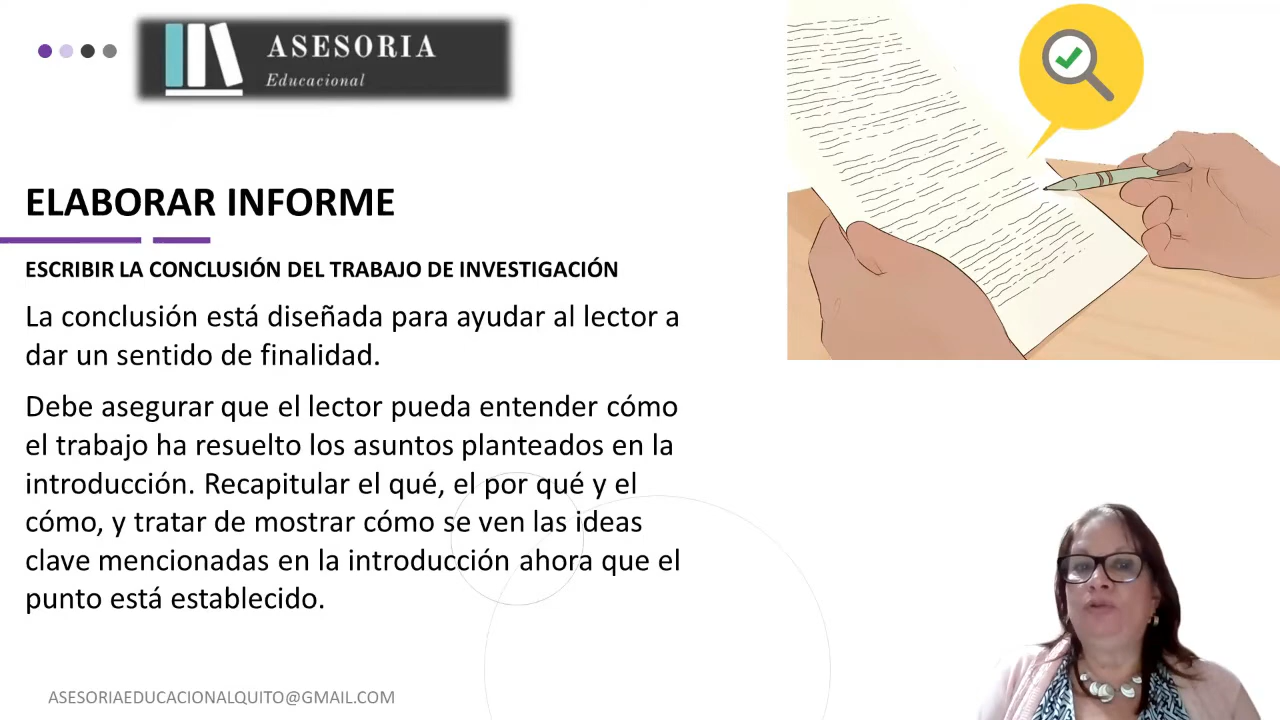 ASESORIA
Educacional
ELABORAR INFORME
ESCRIBIR LA CONCLUSIÓN DEL TRABAJO DE INVESTIGACIÓN
La conclusión está diseñada para ayudar al lector a
dar un sentido de finalidad.
Debe asegurar que el lector pueda entender cómo
el trabajo ha resuelto los asuntos planteados en la
introducción. Recapitular el qué, el por qué y el
cómo, y tratar de mostrar cómo se ven las ideas
clave mencionadas en la introducción ahora que el
punto está establecido.
ASESORIAEDUCACIONALQUITO@GMAIL.COM